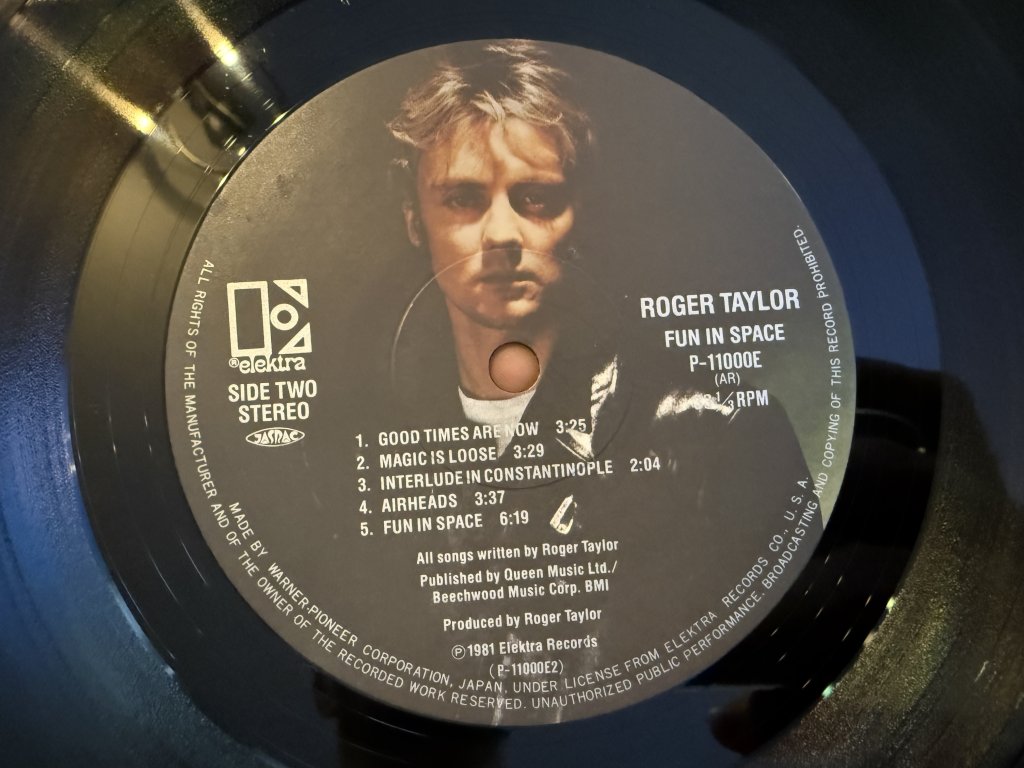 ROGER TAYLOR
FUN IN SPACE
P-11000E
(AR)
RPM
® elektra
SIDE TWO
STEREO
JASRAC
1. GOOD TIMES ARE NOW 3:25
2. MAGIC IS LOOSE 3:29
3. INTERLUDE IN CONSTANTINOPLE 2:04
4. AIRHEADS 3:37
5. FUN IN SPACE 6:19
All songs written by Roger Taylor
Published by Queen Music Ltd./
Beechwood Music Corp. BMI
Produced by Roger Taylor
Ⓟ1981 Elektra Records
(P-11000E2)
MADE BY WARNER-PIONEER CORPORATION, JAPAN, UNDER LICENSE FROM ELEKTRA RECORDS CO., U.S.A.
ALL RIGHTS OF THE MANUFACTURER AND OF THE OWNER OF THE RECORDED WORK RESERVED. UNAUTHORIZED PUBLIC PERFORMANCE, BROADCASTING AND COPYING OF THIS RECORD PROHIBITED.